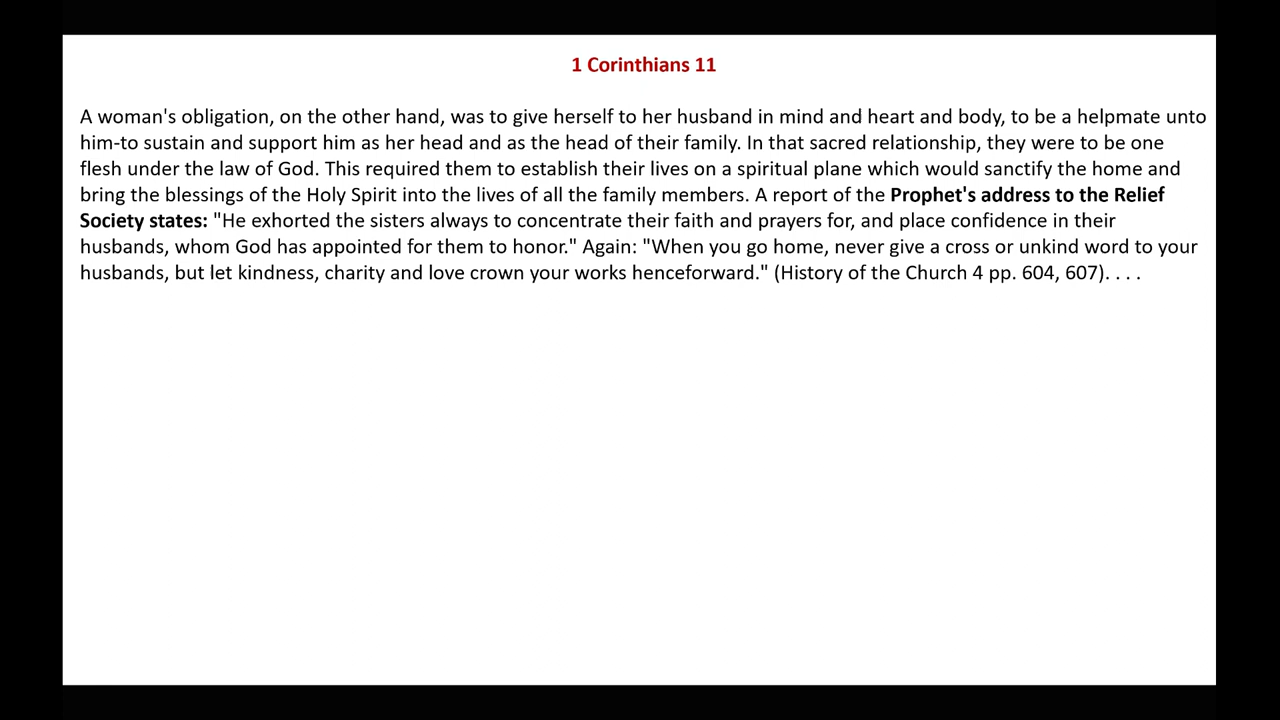 1 Corinthians 11
A woman's obligation, on the other hand, was to give herself to her husband in mind and heart and body, to be a helpmate unto
him-to sustain and support him as her head and as the head of their family. In that sacred relationship, they were to be one
flesh under the law of God. This required them to establish their lives on a spiritual plane which would sanctify the home and
bring the blessings of the Holy Spirit into the lives of all the family members. A report of the Prophet's address to the Relief
Society states: "He exhorted the sisters always to concentrate their faith and prayers for, and place confidence in their
husbands, whom God has appointed for them to honor." Again: "When you go home, never give a cross or unkind word to your
husbands, but let kindness, charity and love crown your works henceforward." (History of the Church 4 pp. 604, 607). . . .